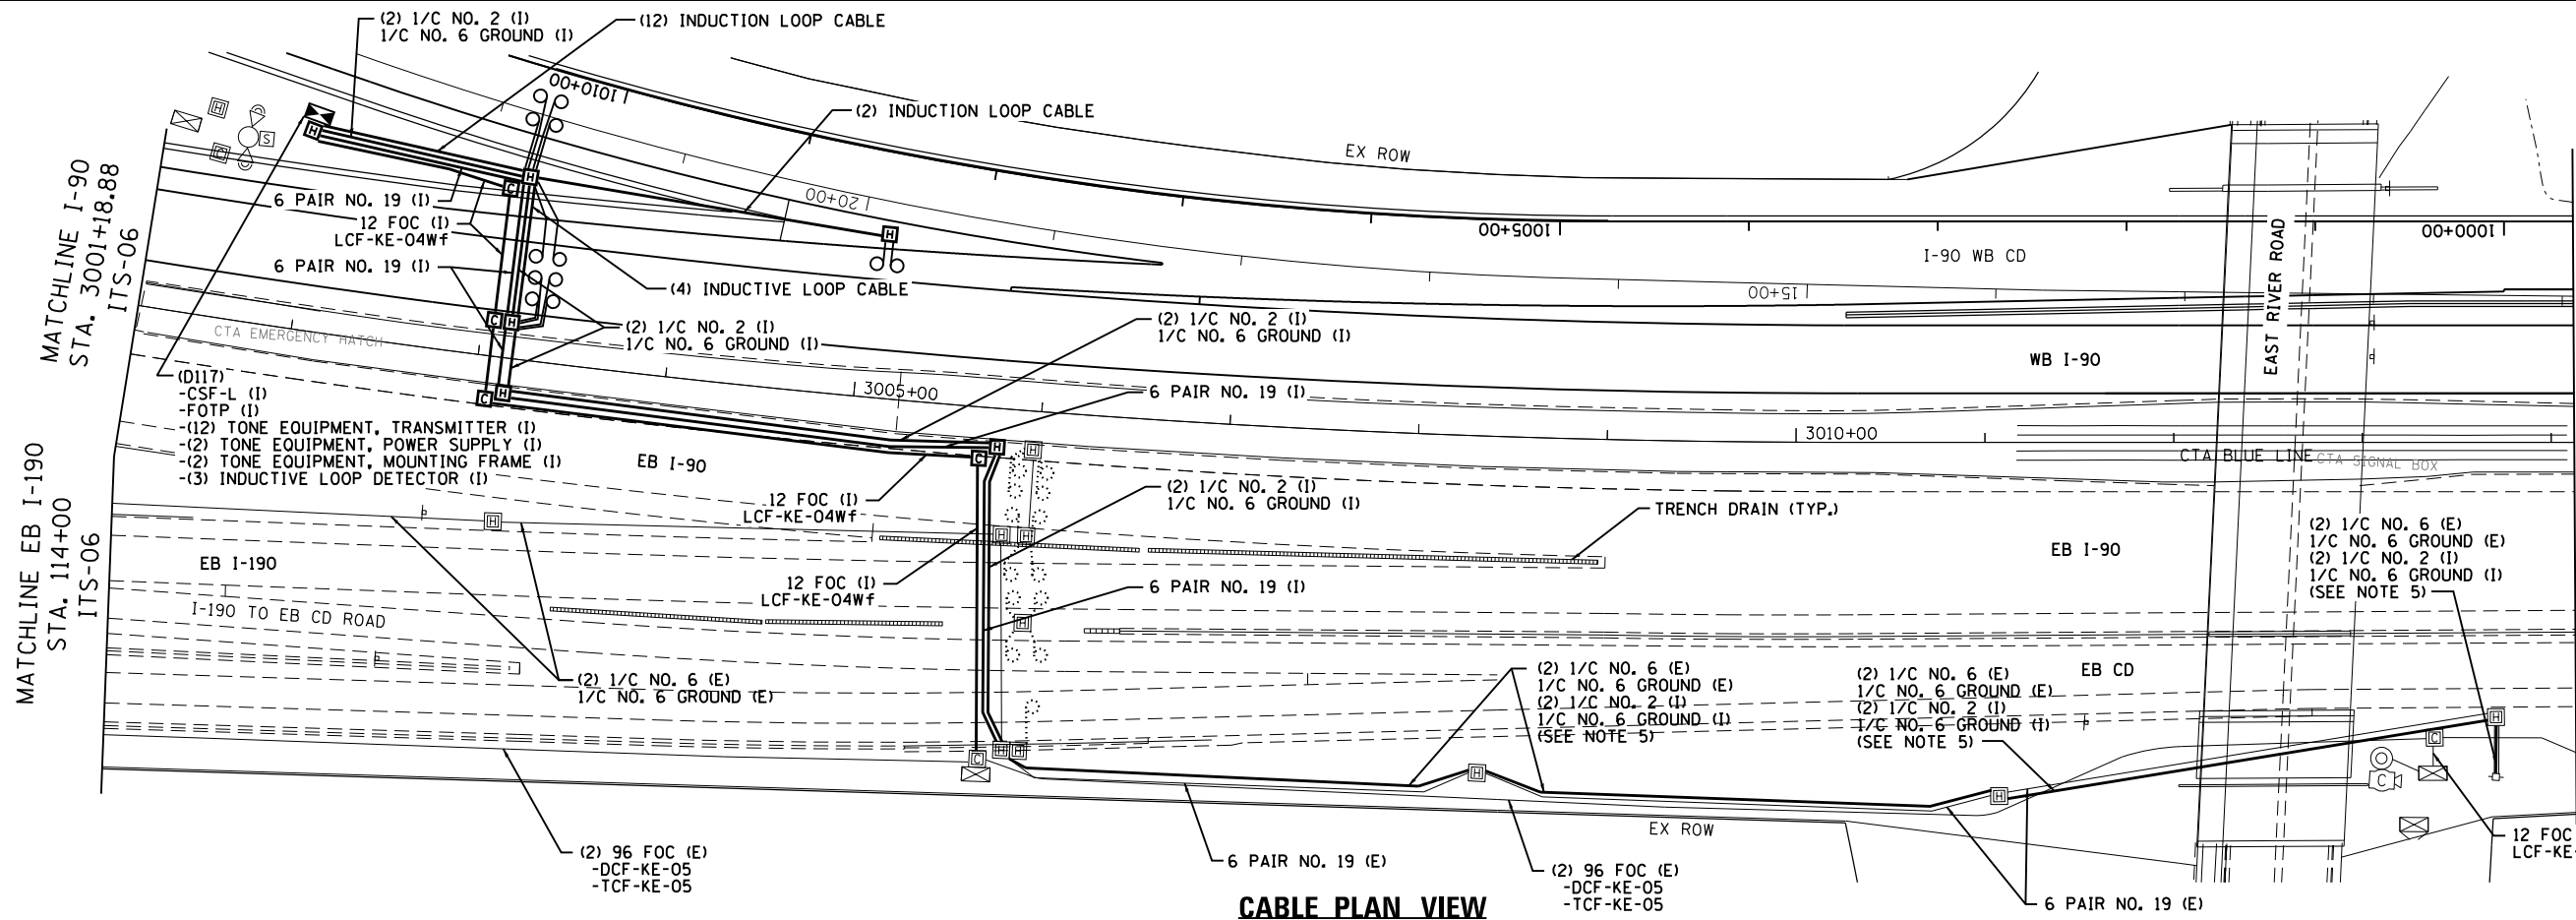 (2) 1/C NO. 2 (I)
1/C NO. 6 GROUND (I)
(12) INDUCTION LOOP CABLE
1010+00
(2) INDUCTION LOOP CABLE
EX ROW
S
H
C
MATCHLINE I-90
STA. 3001+18.88
ITS-06
6 PAIR NO. 19 (I)
12 FOC (I)
LCF-KE-04Wf
6 PAIR NO. 19 (I)
20+00
1005+00
1000+00
I-90 WB CD
EAST RIVER ROAD
(4) INDUCTIVE LOOP CABLE
15+00
CTA EMERGENCY HATCH
(2) 1/C NO. 2 (I)
1/C NO. 6 GROUND (I)
(2) 1/C NO. 2 (I)
1/C NO. 6 GROUND (I)
WB I-90
(D117)
-CSF-L (I)
-FOTP (I)
-(12) TONE EQUIPMENT, TRANSMITTER (I)
-(2) TONE EQUIPMENT, POWER SUPPLY (I)
-(2) TONE EQUIPMENT, MOUNTING FRAME (I)
-(3) INDUCTIVE LOOP DETECTOR (I)
3005+00
6 PAIR NO. 19 (I)
3010+00
CTA BLUE LINE
CTA SIGNAL BOX
EB I-90
MATCHLINE EB I-190
STA. 114+00
ITS-06
12 FOC (I)
LCF-KE-04Wf
(2) 1/C NO. 2 (I)
1/C NO. 6 GROUND (I)
TRENCH DRAIN (TYP.)
EB I-90
(2) 1/C NO. 6 (E)
1/C NO. 6 GROUND (E)
(2) 1/C NO. 2 (I)
1/C NO. 6 GROUND (I)
(SEE NOTE 5)
EB I-190
I-190 TO EB CD ROAD
12 FOC (I)
LCF-KE-04Wf
6 PAIR NO. 19 (I)
(2) 1/C NO. 6 (E)
1/C NO. 6 GROUND (E)
(2) 1/C NO. 6 (E)
1/C NO. 6 GROUND (E)
(2) 1/C NO. 2 (I)
1/C NO. 6 GROUND (I)
(SEE NOTE 5)
(2) 1/C NO. 6 (E)
1/C NO. 6 GROUND (E)
(2) 1/C NO. 2 (I)
1/C NO. 6 GROUND (I)
(SEE NOTE 5)
EB CD
C
EX ROW
(2) 96 FOC (E)
-DCF-KE-05
-TCF-KE-05
6 PAIR NO. 19 (E)
(2) 96 FOC (E)
-DCF-KE-05
-TCF-KE-05
6 PAIR NO. 19 (E)
12 FOC
LCF-KE-
CABLE PLAN VIEW